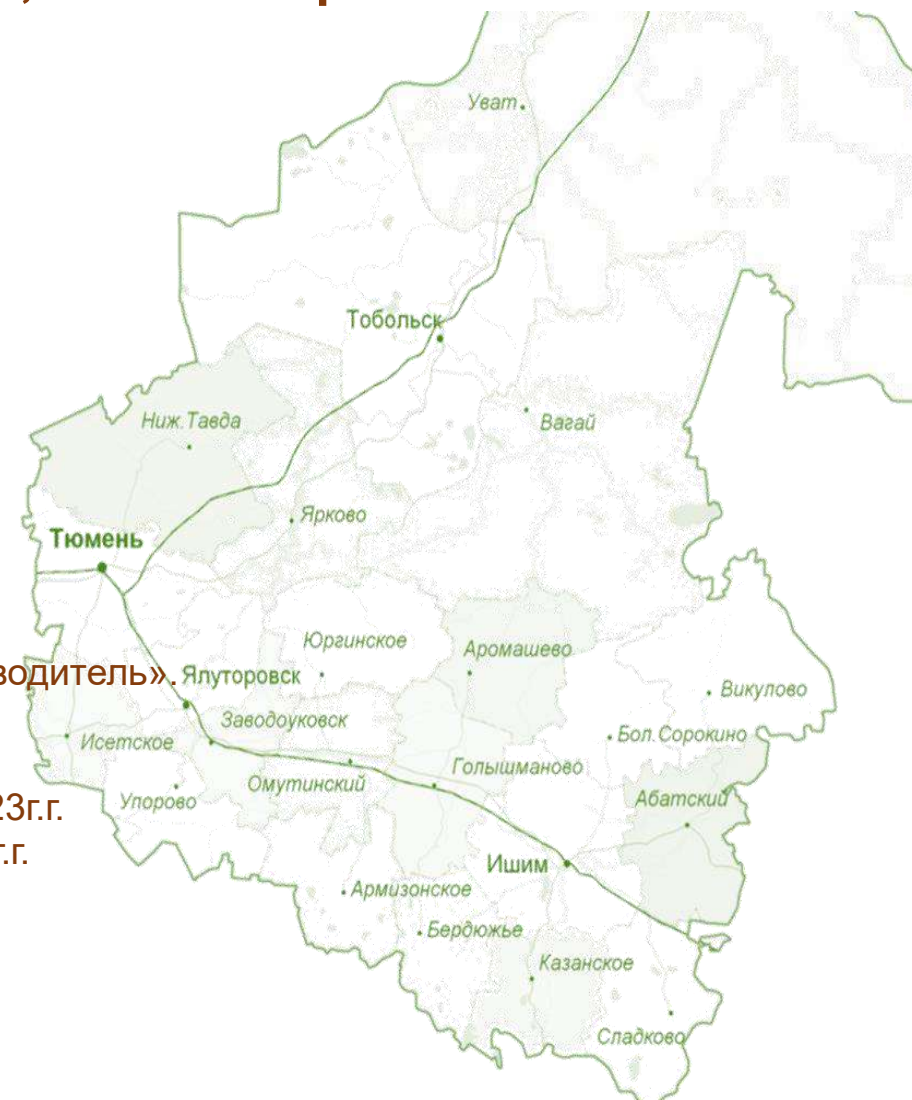 Уват
Тобольск
Ниж.Тавда
Вагай
Ярково
Тюмень
Юргинское
Аромашево
водитель».
Ялуторовск
Викулово
Заводоуковск
Бол.Сорокино
Исетское
Голышманово
Омутинский
Абатский
Упорово
23г.г.
г.г.
Ишим
Армизонское
Бердюжье
Казанское
Сладково